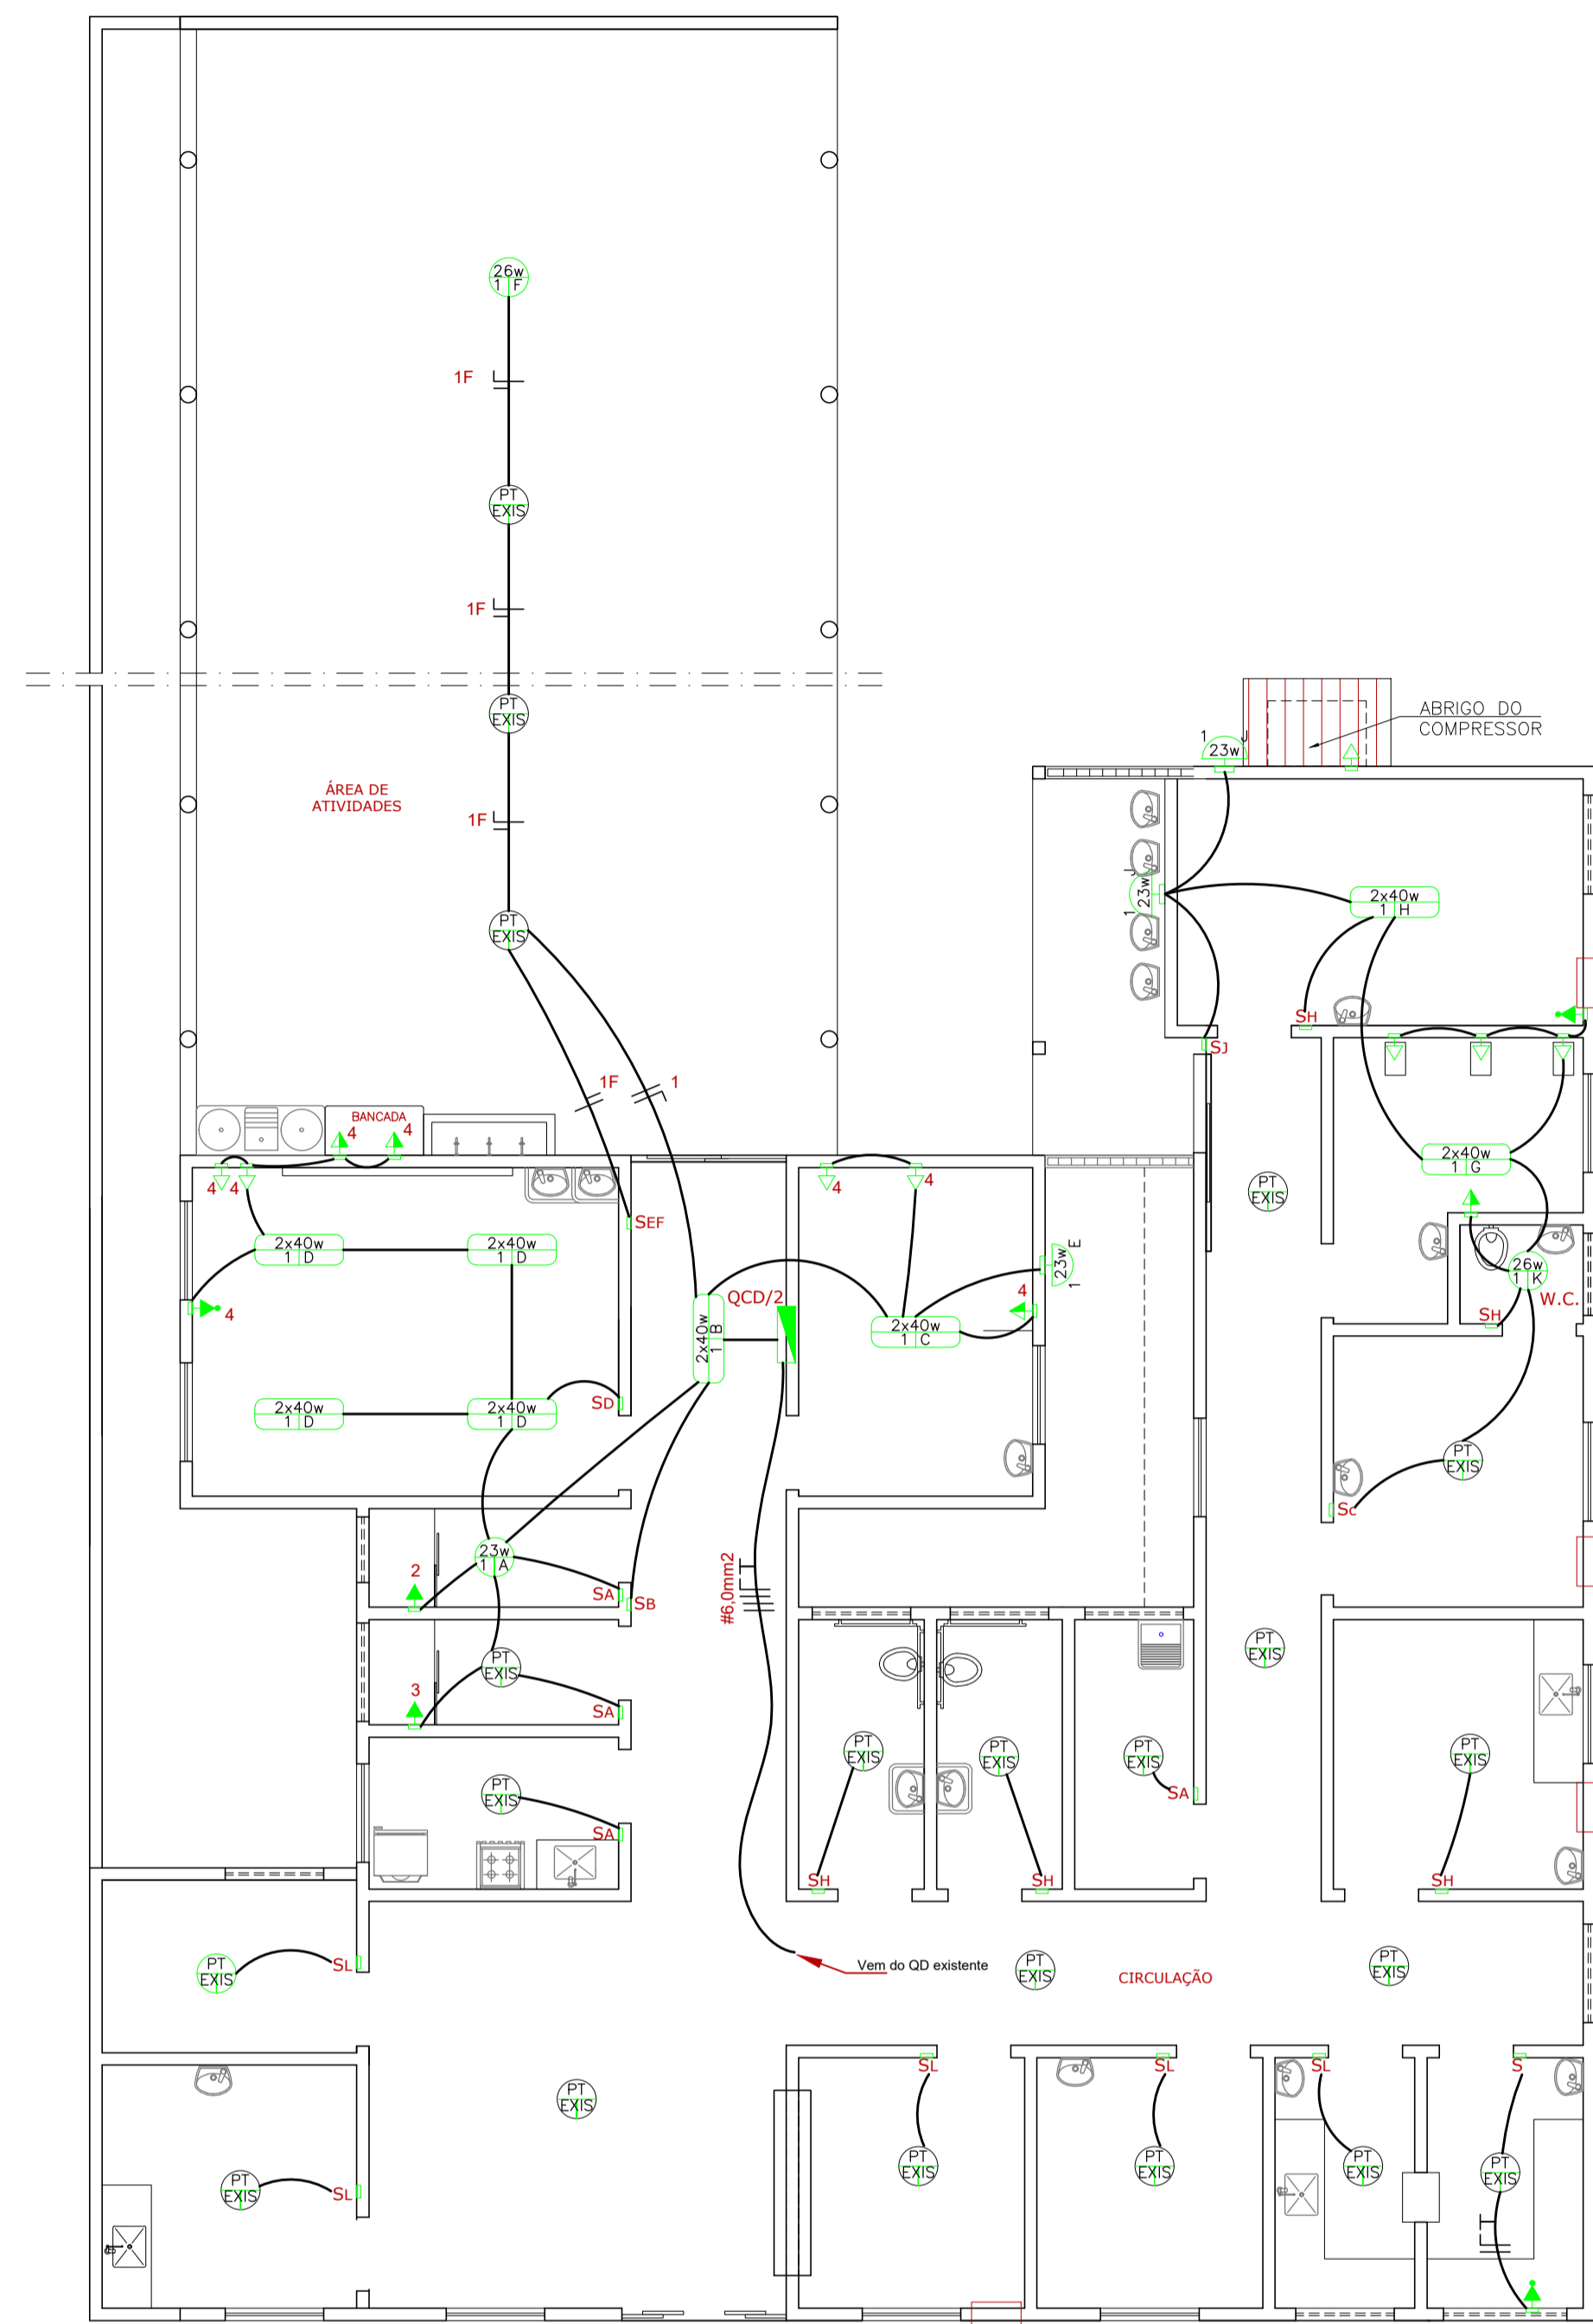 26w
1 F
1F
PT
EXIS
1F
PT
EXIS
ABRIGO DO
COMPRESSOR
1 J
23w
ÁREA DE
ATIVIDADES
1F
J
23w
1
2x40w
1 H
PT
EXIS
SH
SJ
1F
1
BANCADA
4
4
4
4
4
4
PT
EXIS
2x40w
1 G
SEF
2x40w
1 D
2x40w
1 D
23w
1 E
26w
1 K
W.C.
4
QCD/2
4
SH
2x40w
1 B
2x40w
1 C
SD
2x40w
1 D
2x40w
1 D
PT
EXIS
Sc
23w
1 A
2
SA
SB
#6,0mm2
PT
EXIS
PT
EXIS
3
SA
PT
EXIS
PT
EXIS
PT
EXIS
PT
EXIS
PT
EXIS
SA
SA
SH
SH
SH
PT
EXIS
SL
Vem do QD existente
PT
EXIS
CIRCULAÇÃO
PT
EXIS
SL
SL
SL
S
PT
EXIS
PT
EXIS
SL
PT
EXIS
PT
EXIS
PT
EXIS
PT
EXIS